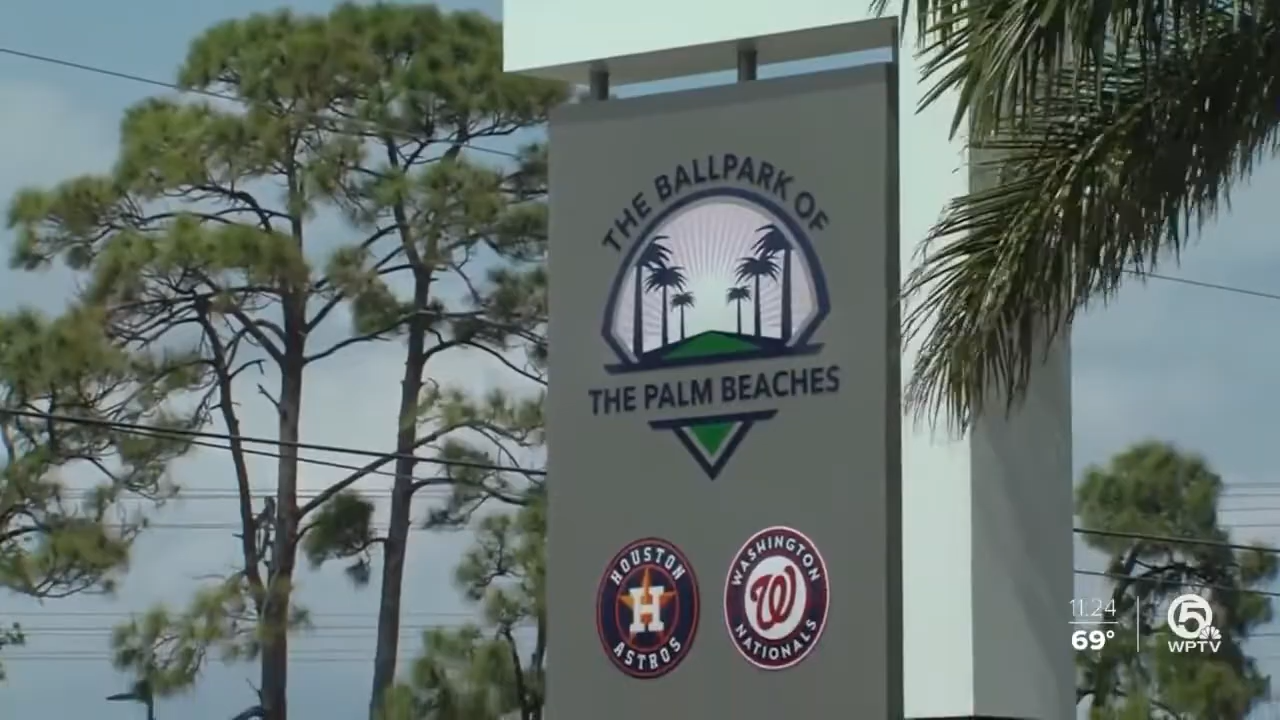 THE BALLPARK OF
THE PALM BEACHES
HOUSTON
H
ASTROS
WASHINGTON
W
NATIONALS
11:24
69°
5
WPTV